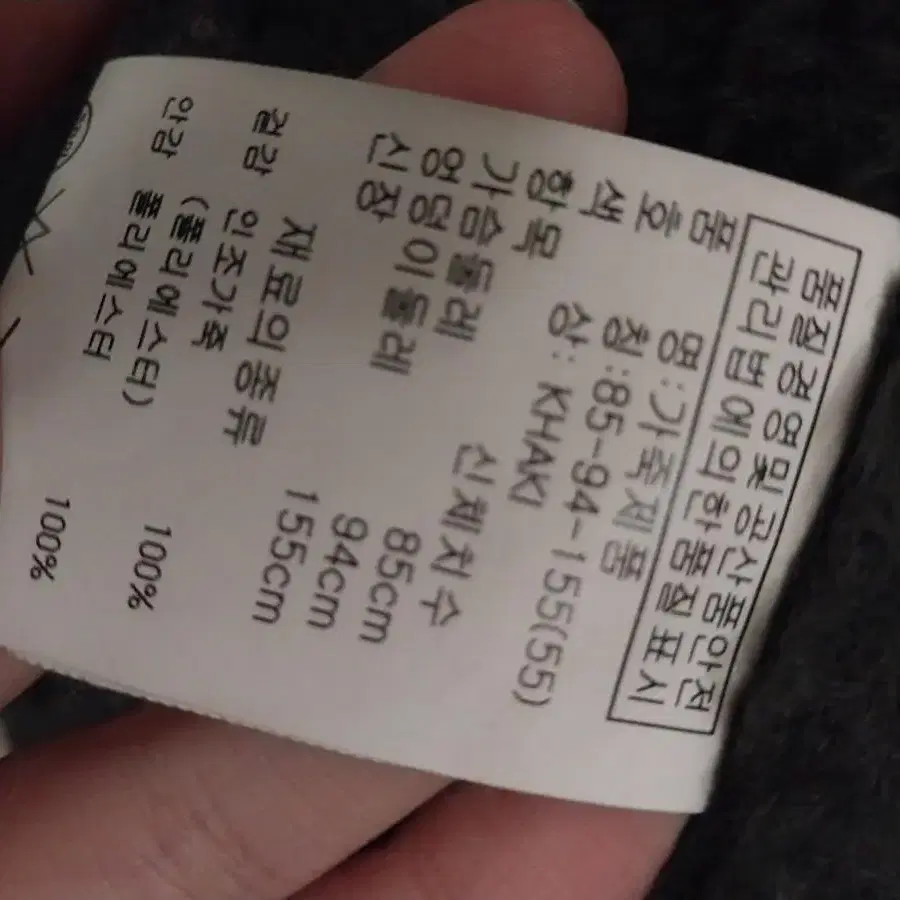 품질경영및공산품안전
관리법에의한품질표시
품 명:가죽제품
호 칭:85-94-155(55)
색 상: KHAKI
항목 신체치수
가슴둘레 85cm
엉덩이둘레 94cm
신장 155cm
재료의종류
겉감 인조가죽
(폴리에스터) 100%
안감 폴리에스터 100%